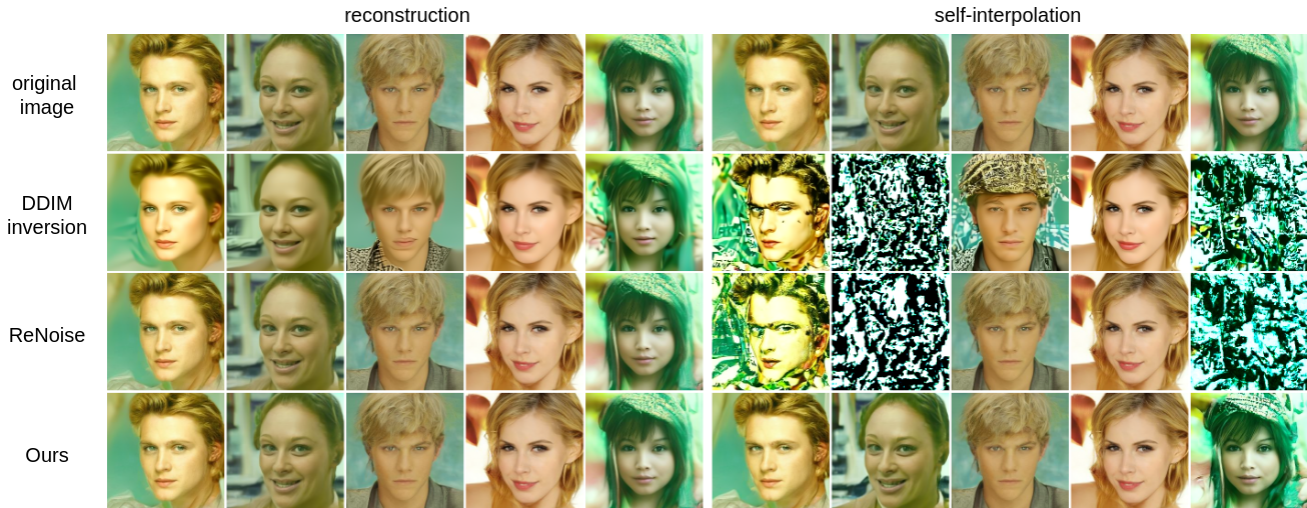 reconstruction
self-interpolation
original
image
DDIM
inversion
ReNoise
Ours